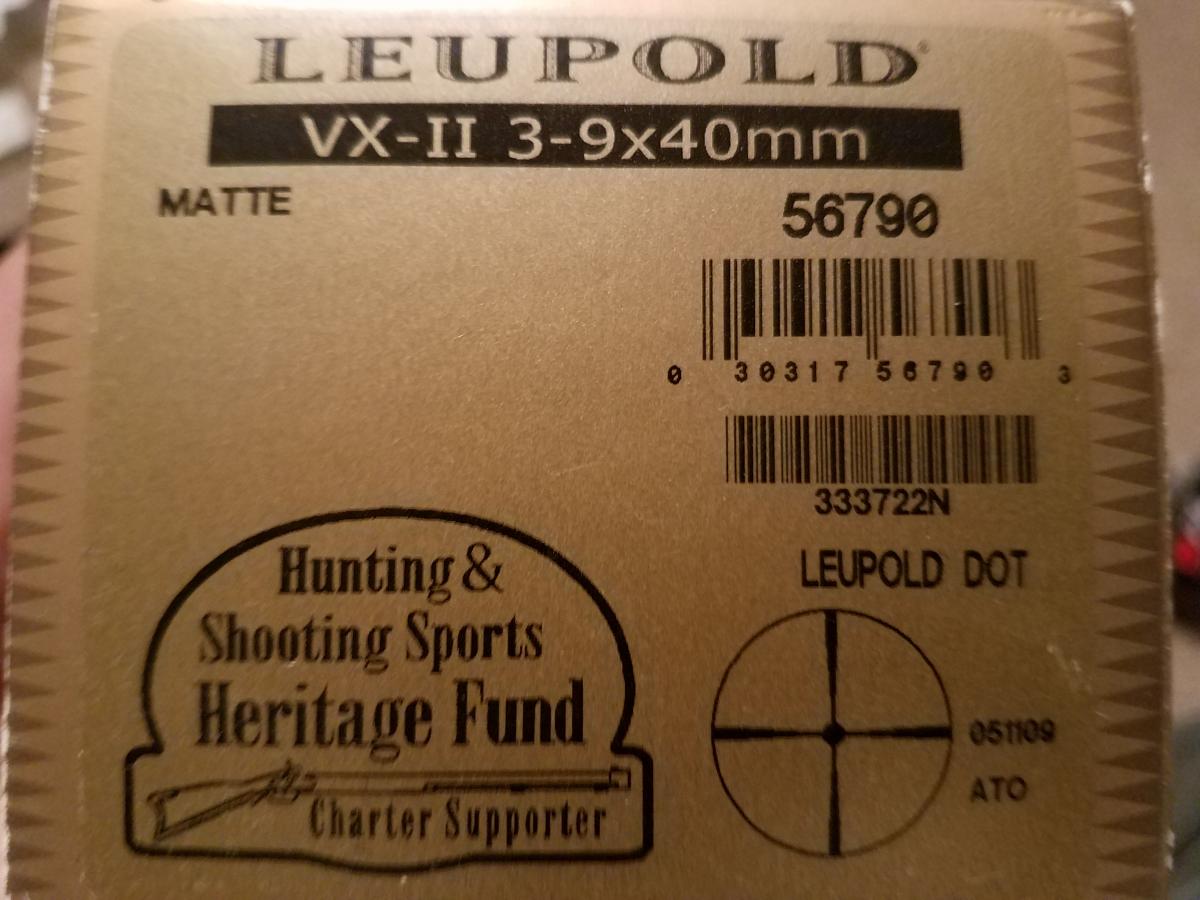 LEUPOLD®
VX-II 3-9x40mm
MATTE
56790
0 30317 56790 3
333722N
LEUPOLD DOT
Hunting &
Shooting Sports
Heritage Fund
Charter Supporter
051109
ATO